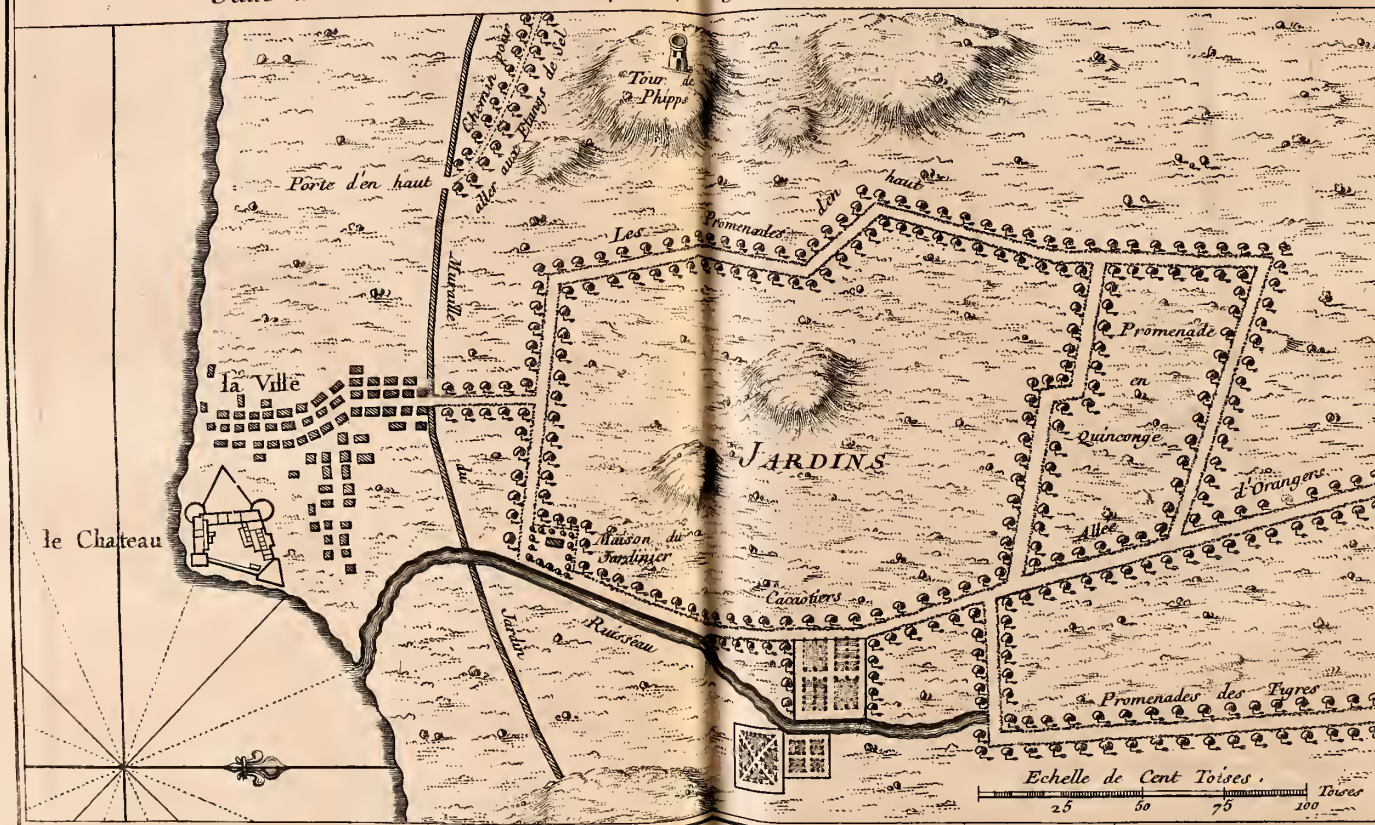 Chemin pour
aller aux Etangs de Sel
Tour de
Phipps
Porte d'en haut
Les Promenades d'en haut
Muraille du Jardin
Promenade
en
Quinconge
la Ville
JARDINS
le Chateau
Maison du
Jardinier
Allée d'Orangers
Cacaotiers
Ruisseau
Promenades des Tigres
Echelle de Cent Toises.
25 50 75 100 Toises